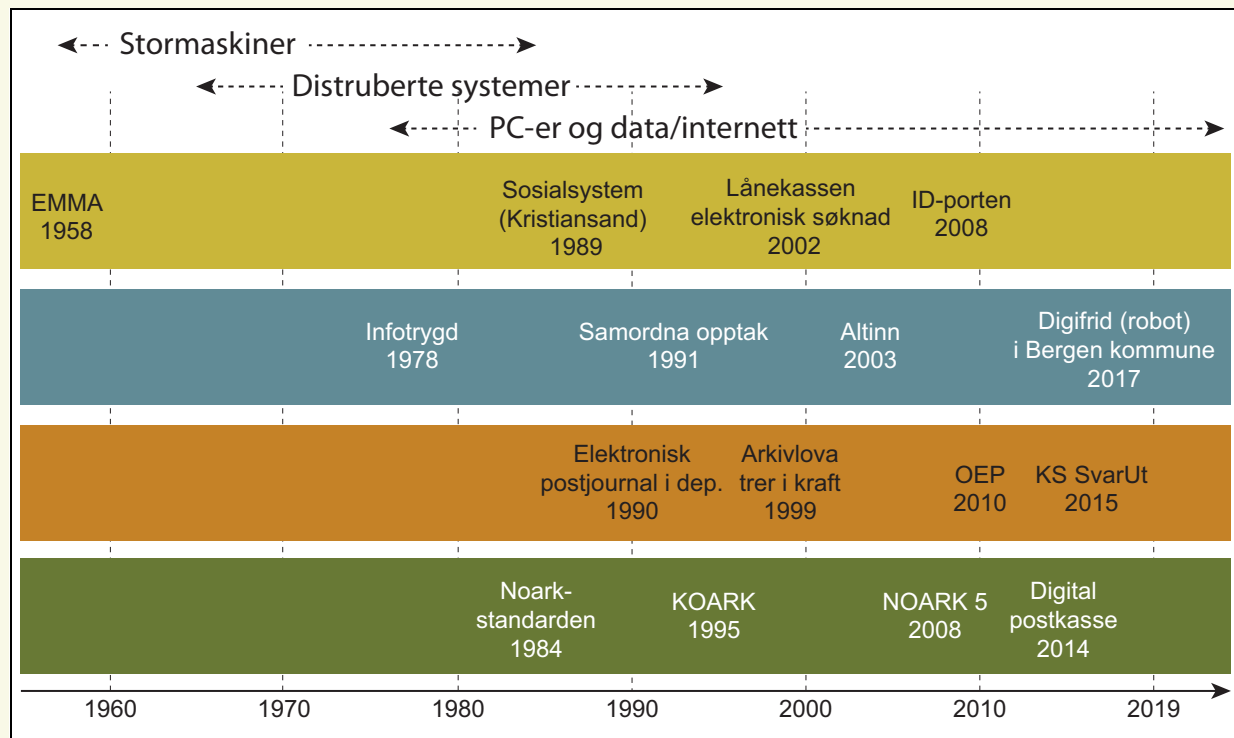 Stormaskiner
Distruberte systemer
PC-er og data/internett
EMMA
1958
Sosialsystem
(Kristiansand)
1989
Lånekassen
elektronisk søknad
2002
ID-porten
2008
Infotrygd
1978
Samordna opptak
1991
Altinn
2003
Digifrid (robot)
i Bergen kommune
2017
Elektronisk
postjournal i dep.
1990
Arkivlova
trer i kraft
1999
OEP
2010
KS SvarUt
2015
Noark-
standarden
1984
KOARK
1995
NOARK 5
2008
Digital
postkasse
2014
1960
1970
1980
1990
2000
2010
2019